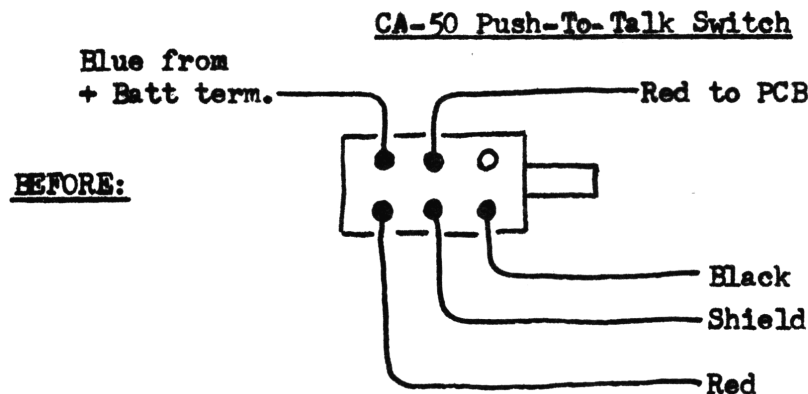 CA-50 Push-To-Talk Switch
Blue from
+ Batt term.
Red to PCB
BEFORE:
Black
Shield
Red